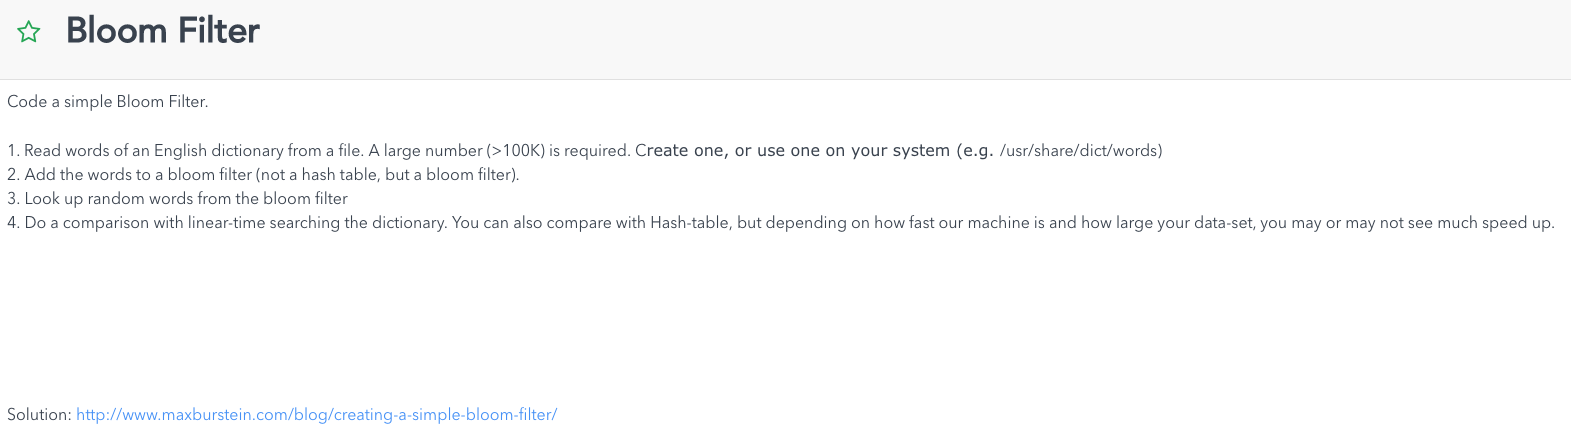 Bloom Filter
Code a simple Bloom Filter.
1. Read words of an English dictionary from a file. A large number (>100K) is required. Create one, or use one on your system (e.g. /usr/share/dict/words)
2. Add the words to a bloom filter (not a hash table, but a bloom filter).
3. Look up random words from the bloom filter
4. Do a comparison with linear-time searching the dictionary. You can also compare with Hash-table, but depending on how fast our machine is and how large your data-set, you may or may not see much speed up.
Solution: http://www.maxburstein.com/blog/creating-a-simple-bloom-filter/